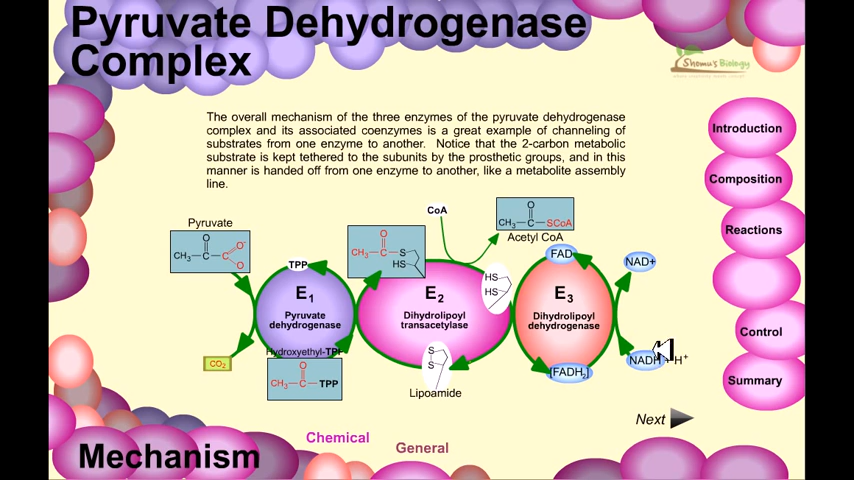 Pyruvate Dehydrogenase
Complex
Shomu's Biology
The overall mechanism of the three enzymes of the pyruvate dehydrogenase
complex and its associated coenzymes is a great example of channeling of
substrates from one enzyme to another. Notice that the 2-carbon metabolic
substrate is kept tethered to the subunits by the prosthetic groups, and in this
manner is handed off from one enzyme to another, like a metabolite assembly
line.
Introduction
Composition
Reactions
Control
Summary
Pyruvate
CH₃—C—C
O
O⁻
O
TPP
CO₂
E₁
Pyruvate
dehydrogenase
Hydroxyethyl-TPP
O
CH₃—C—TPP
O
CH₃—C—S
HS
CoA
O
CH₃—C—SCoA
Acetyl CoA
E₂
Dihydrolipoyl
transacetylase
HS
HS
S
S
Lipoamide
FAD
E₃
Dihydrolipoyl
dehydrogenase
[FADH₂]
NAD+
NADH + H⁺
Next
Chemical
General
Mechanism